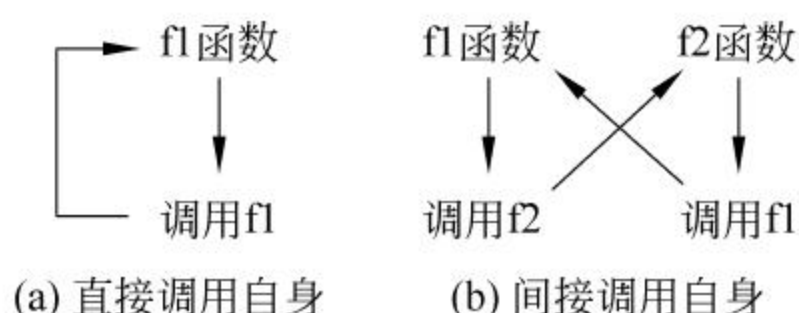 f1函数 f1函数 f2函数
调用f1 调用f2 调用f1
(a) 直接调用自身 (b) 间接调用自身